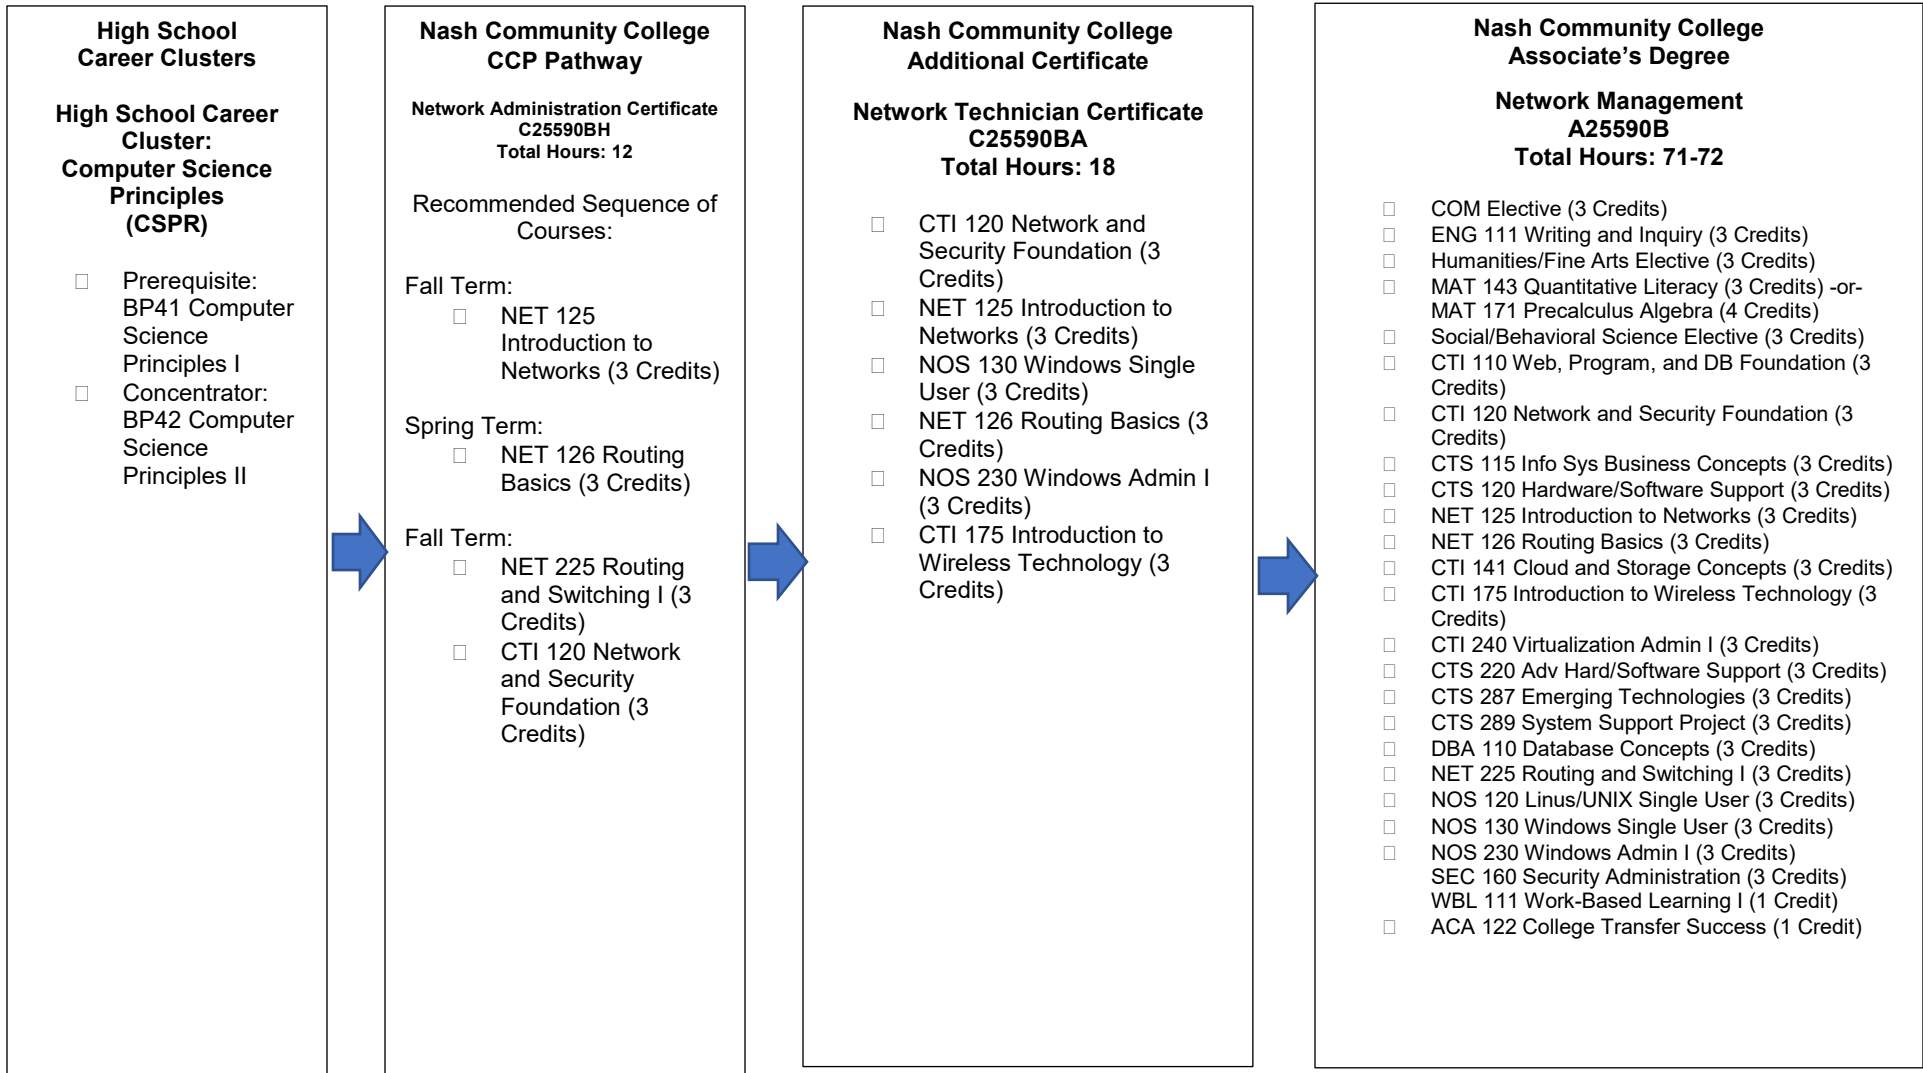 High School
Career Clusters
High School Career
Cluster:
Computer Science
Principles
(CSPR)
Prerequisite:
BP41 Computer
Science
Principles I
Concentrator:
BP42 Computer
Science
Principles II
Nash Community College
CCP Pathway
Network Administration Certificate
C25590BH
Total Hours: 12
Recommended Sequence of
Courses:
Fall Term:
NET 125
Introduction to
Networks (3 Credits)
Spring Term:
NET 126 Routing
Basics (3 Credits)
Fall Term:
NET 225 Routing
and Switching I (3
Credits)
CTI 120 Network
and Security
Foundation (3
Credits)
Nash Community College
Additional Certificate
Network Technician Certificate
C25590BA
Total Hours: 18
CTI 120 Network and
Security Foundation (3
Credits)
NET 125 Introduction to
Networks (3 Credits)
NOS 130 Windows Single
User (3 Credits)
NET 126 Routing Basics (3
Credits)
NOS 230 Windows Admin I
(3 Credits)
CTI 175 Introduction to
Wireless Technology (3
Credits)
Nash Community College
Associate’s Degree
Network Management
A25590B
Total Hours: 71-72
COM Elective (3 Credits)
ENG 111 Writing and Inquiry (3 Credits)
Humanities/Fine Arts Elective (3 Credits)
MAT 143 Quantitative Literacy (3 Credits) -or-
MAT 171 Precalculus Algebra (4 Credits)
Social/Behavioral Science Elective (3 Credits)
CTI 110 Web, Program, and DB Foundation (3
Credits)
CTI 120 Network and Security Foundation (3
Credits)
CTS 115 Info Sys Business Concepts (3 Credits)
CTS 120 Hardware/Software Support (3 Credits)
NET 125 Introduction to Networks (3 Credits)
NET 126 Routing Basics (3 Credits)
CTI 141 Cloud and Storage Concepts (3 Credits)
CTI 175 Introduction to Wireless Technology (3
Credits)
CTI 240 Virtualization Admin I (3 Credits)
CTS 220 Adv Hard/Software Support (3 Credits)
CTS 287 Emerging Technologies (3 Credits)
CTS 289 System Support Project (3 Credits)
DBA 110 Database Concepts (3 Credits)
NET 225 Routing and Switching I (3 Credits)
NOS 120 Linus/UNIX Single User (3 Credits)
NOS 130 Windows Single User (3 Credits)
NOS 230 Windows Admin I (3 Credits)
SEC 160 Security Administration (3 Credits)
WBL 111 Work-Based Learning I (1 Credit)
ACA 122 College Transfer Success (1 Credit)